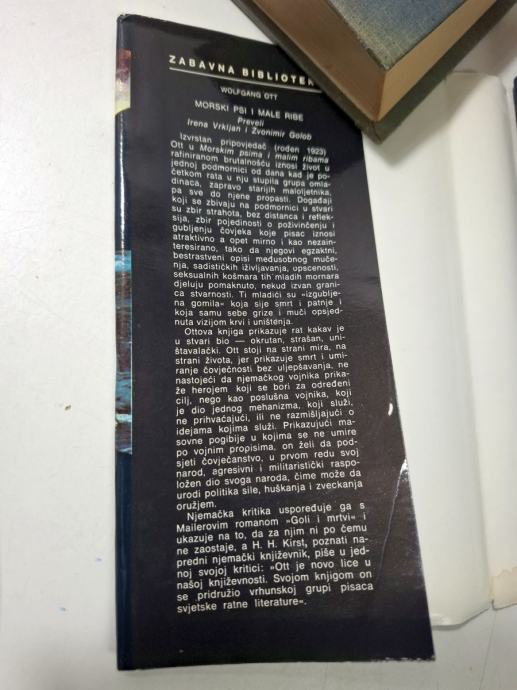 ZABAVNA BIBLIOTEK
WOLFGANG OTT
MORSKI PSI I MALE RIBE
Preveli
Irena Vrkljan i Zvonimir Golob
Izvrstan pripovjedač (rođen 1923)
Ott u Morskim psima i malim ribama
rafiniranom brutalnošću iznosi život u
jednoj podmornici od dana kad je po-
četkom rata u nju stupila grupa omla-
dinaca, zapravo starijih maloljetnika,
pa sve do njene propasti. Događaji
koji se zbivaju na podmornici u stvari
su zbir strahota, bez distanca i reflek-
sija, zbir pojedinosti o poživinčenju i
gubljenju čovjeka koje pisac iznosi
atraktivno a opet mirno i kao nezain-
teresirano, tako da njegovi egzaktni,
bestrastveni opisi međusobnog muče-
nja, sadističkih iživljavanja, opscenosti,
seksualnih košmara tih mladih mornara
djeluju pomaknuto, nekud izvan grani-
ca stvarnosti. Ti mladići su »izgublje-
na gomila« koja sije smrt i patnje i
koja samu sebe grize i muči opsjed-
nuta vizijom krvi i uništenja.
Ottova knjiga prikazuje rat kakav je
u stvari bio — okrutan, strašan, uni-
štavalački. Ott stoji na strani mira, na
strani života, jer prikazuje smrt i umi-
ranje čovječnosti bez uljepšavanja, ne
nastojeći da njemačkog vojnika prika-
že herojem koji se bori za određeni
cilj, nego kao poslušna vojnika, koji
je dio jednog mehanizma, koji služi,
ne prihvaćajući, ili ne razmišljajući o
idejama kojima služi. Prikazujući ma-
sovne pogibije u kojima se ne umire
po vojnim propisima, on želi da pod-
sjeti čovječanstvo, u prvom redu svoj
narod, agresivni i militaristički raspo-
ložen dio svoga naroda, čime može da
urodi politika sile, huškanja i zveckanja
oružjem.
Njemačka kritika uspoređuje ga s
Mailerovim romanom »Goli i mrtvi« i
ukazuje na to, da za njim ni po čemu
ne zaostaje, a H. H. Kirst, poznati na-
predni njemački književnik, piše u jed-
noj svojoj kritici: »Ott je novo lice u
našoj književnosti. Svojom knjigom on
se pridružio vrhunskoj grupi pisaca
svjetske ratne literature«.